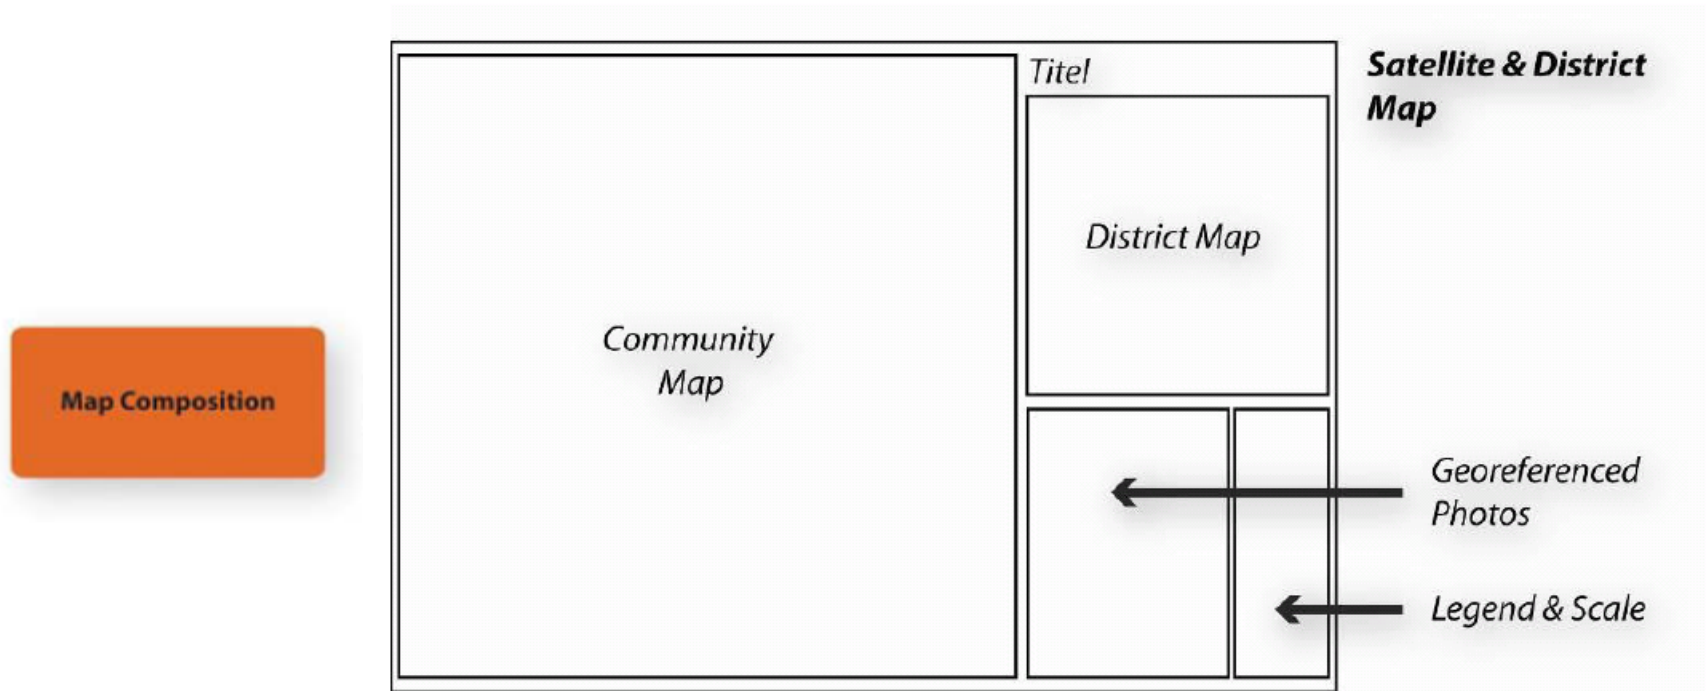 Map Composition
Community
Map
Titel
District Map
Satellite & District
Map
Georeferenced
Photos
Legend & Scale